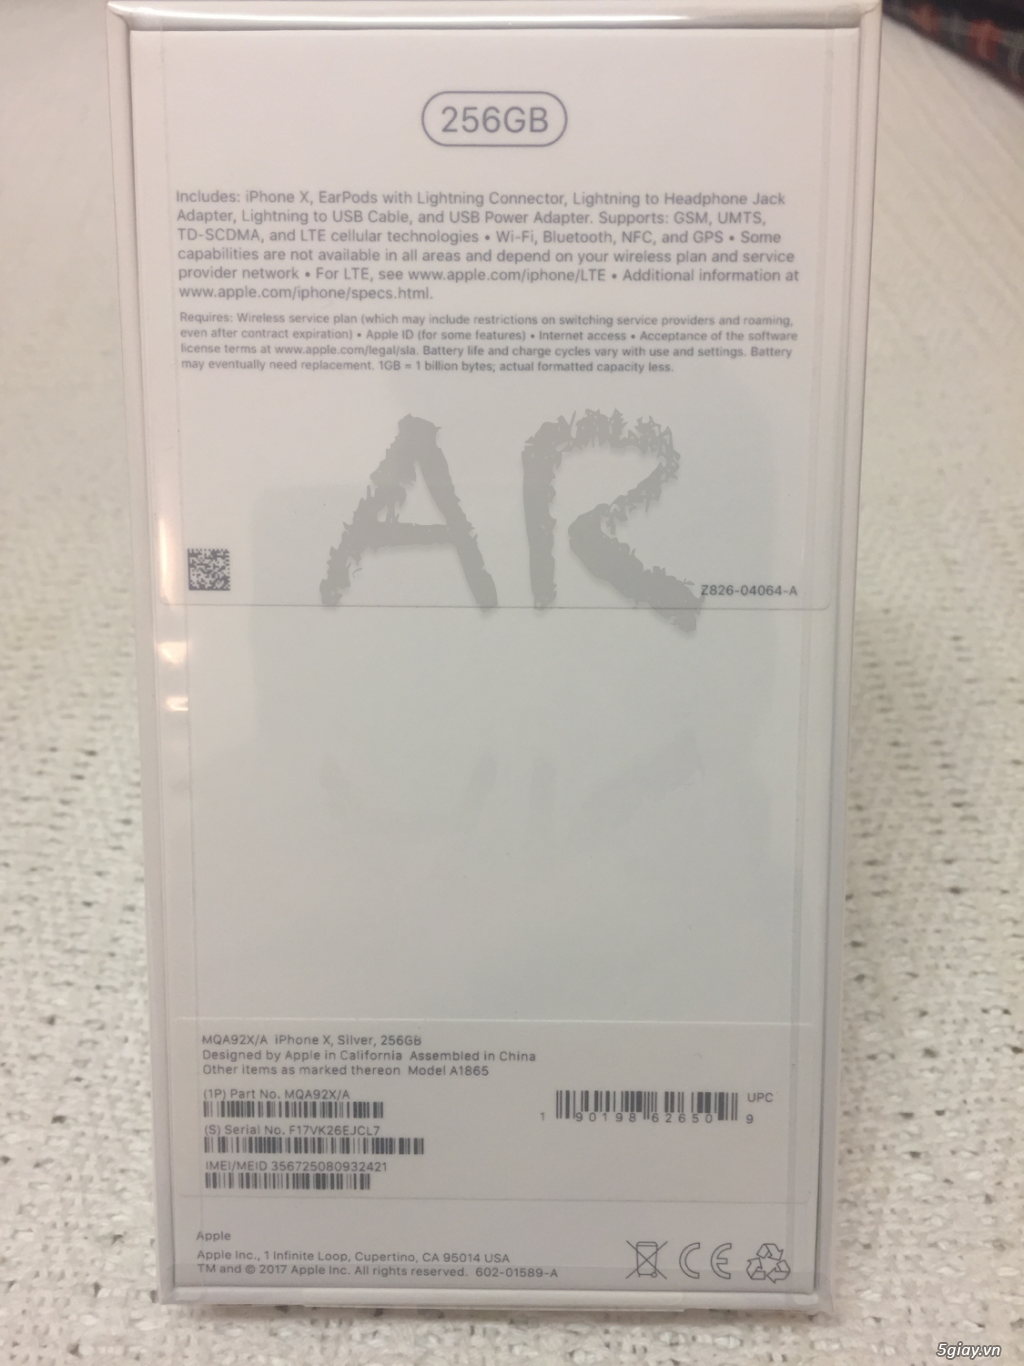 256GB
Includes: iPhone X, EarPods with Lightning Connector, Lightning to Headphone Jack
Adapter, Lightning to USB Cable, and USB Power Adapter. Supports: GSM, UMTS,
TD-SCDMA, and LTE cellular technologies • Wi-Fi, Bluetooth, NFC, and GPS • Some
capabilities are not available in all areas and depend on your wireless plan and service
provider network • For LTE, see www.apple.com/iphone/LTE • Additional information at
www.apple.com/iphone/specs.html.
Requires: Wireless service plan (which may include restrictions on switching service providers and roaming,
even after contract expiration) • Apple ID (for some features) • Internet access • Acceptance of the software
license terms at www.apple.com/legal/sla. Battery life and charge cycles vary with use and settings. Battery
may eventually need replacement. 1GB = 1 billion bytes; actual formatted capacity less.
AR
Z826-04064-A
MQA92X/A iPhone X, Silver, 256GB
Designed by Apple in California Assembled in China
Other items as marked thereon Model A1865
(1P) Part No. MQA92X/A
(S) Serial No. F17VK26EJCL7
IMEI/MEID 356725080932421
UPC
1 90198 62650 9
Apple
Apple Inc., 1 Infinite Loop, Cupertino, CA 95014 USA
TM and © 2017 Apple Inc. All rights reserved. 602-01589-A
CE
5giay.vn